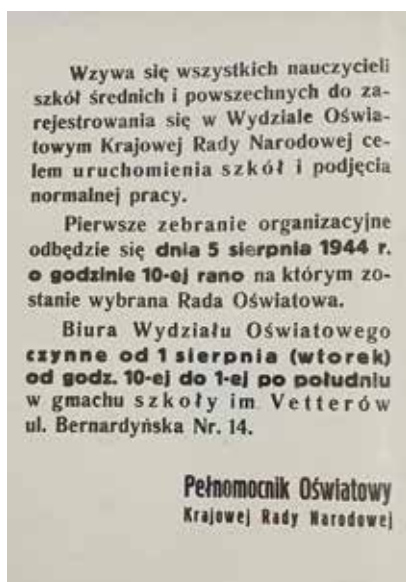 Wzywa się wszystkich nauczycieli
szkół średnich i powszechnych do za-
rejestrowania się w Wydziale Oświa-
towym Krajowej Rady Narodowej ce-
lem uruchomienia szkół i podjęcia
normalnej pracy.
Pierwsze zebranie organizacyjne
odbędzie się dnia 5 sierpnia 1944 r.
o godzinie 10-ej rano na którym zo-
stanie wybrana Rada Oświatowa.
Biura Wydziału Oświatowego
czynne od 1 sierpnia (wtorek)
od godz. 10-ej do 1-ej po południu
w gmachu szkoły im. Vetterów
ul. Bernardyńska Nr. 14.
Pełnomocnik Oświatowy
Krajowej Rady Narodowej